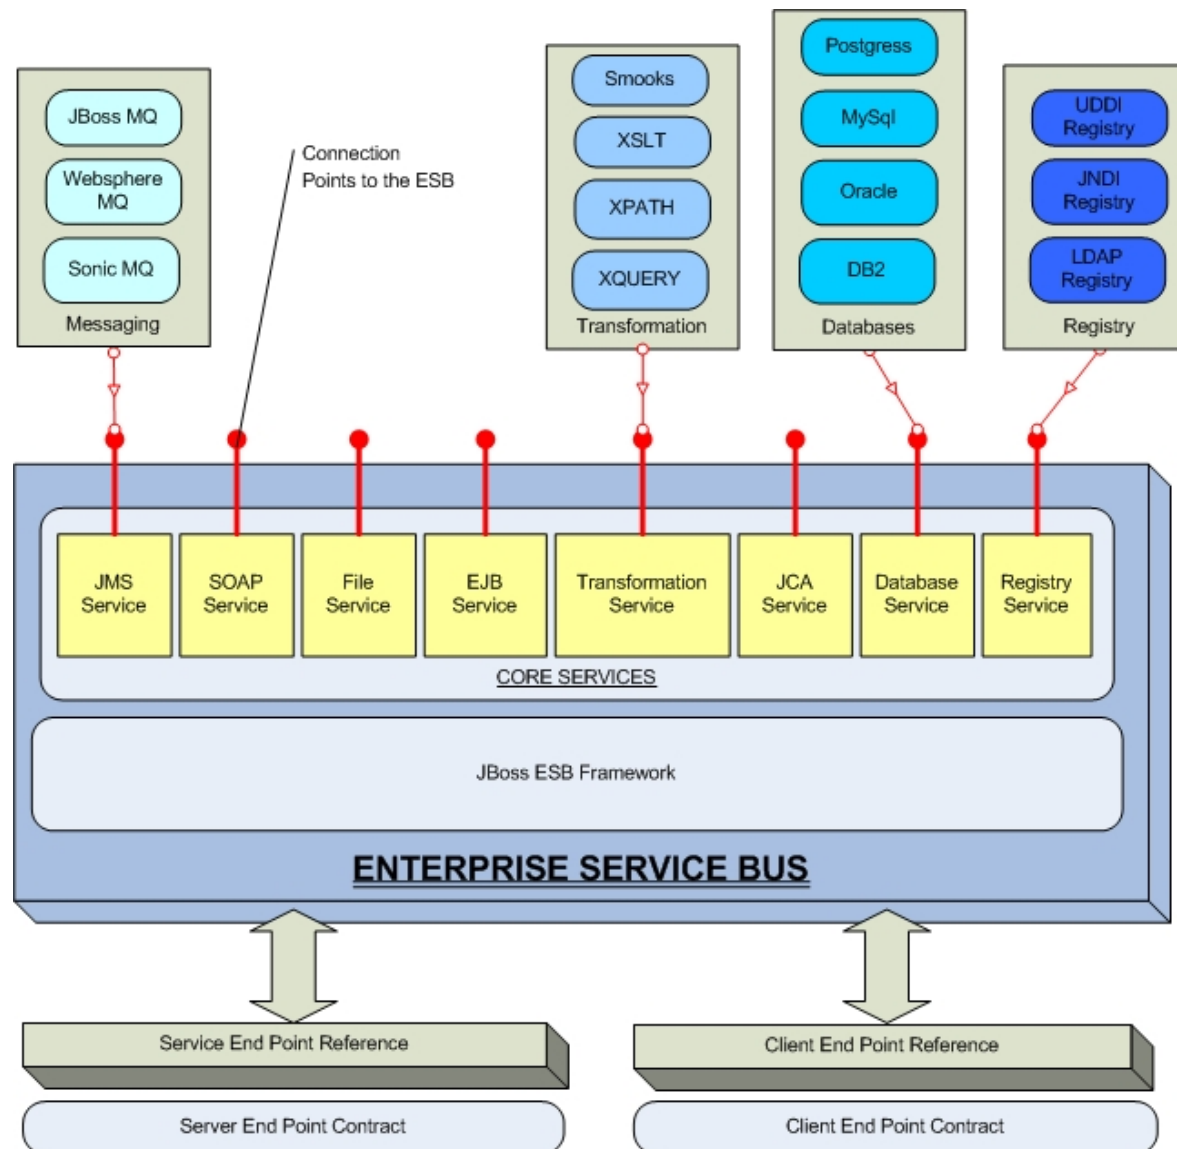 JBoss MQ
Websphere
MQ
Sonic MQ
Messaging
Connection
Points to the ESB
Smooks
XSLT
XPATH
XQUERY
Transformation
Postgress
MySql
Oracle
DB2
Databases
UDDI
Registry
JNDI
Registry
LDAP
Registry
Registry
JMS
Service
SOAP
Service
File
Service
EJB
Service
Transformation
Service
JCA
Service
Database
Service
Registry
Service
CORE SERVICES
JBoss ESB Framework
ENTERPRISE SERVICE BUS
Service End Point Reference
Client End Point Reference
Server End Point Contract
Client End Point Contract